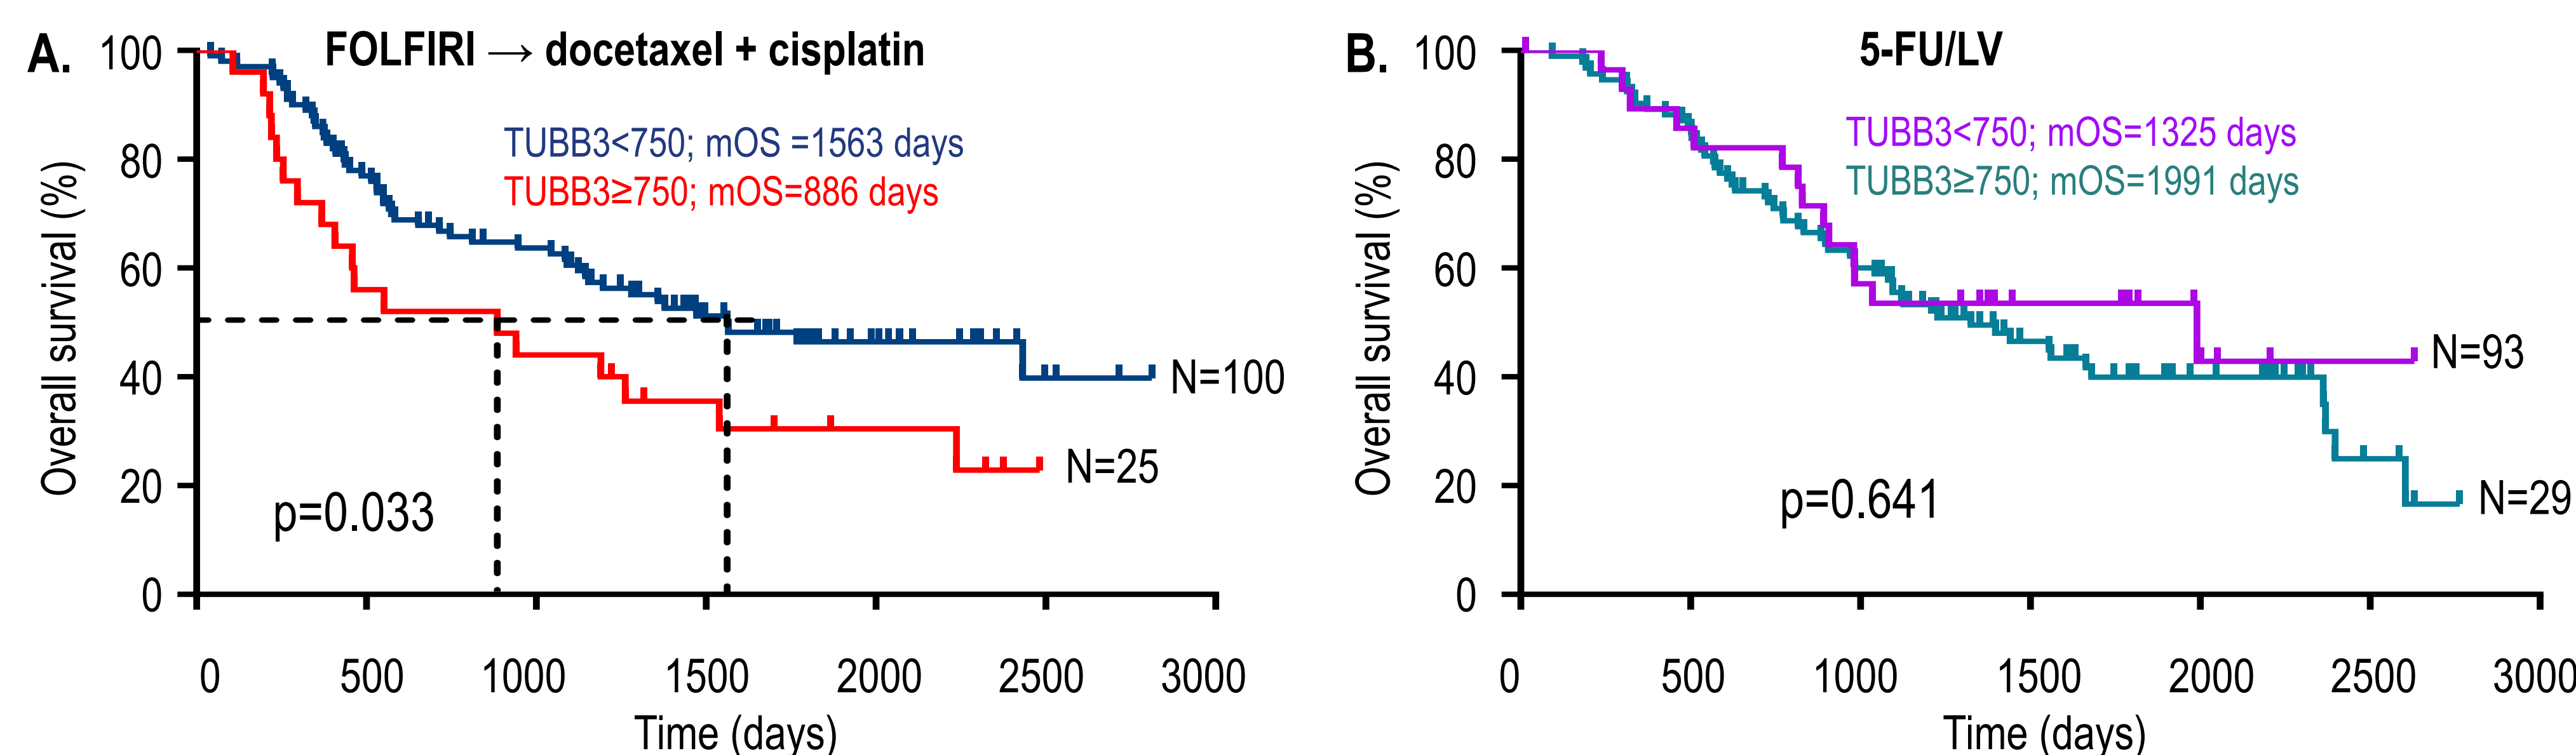 A.
FOLFIRI → docetaxel + cisplatin
Overall survival (%)
100
80
60
40
20
0
TUBB3<750; mOS =1563 days
TUBB3≥750; mOS=886 days
N=100
N=25
p=0.033
0 500 1000 1500 2000 2500 3000
Time (days)
B.
5-FU/LV
Overall survival (%)
100
80
60
40
20
0
TUBB3<750; mOS=1325 days
TUBB3≥750; mOS=1991 days
N=93
N=29
p=0.641
0 500 1000 1500 2000 2500 3000
Time (days)